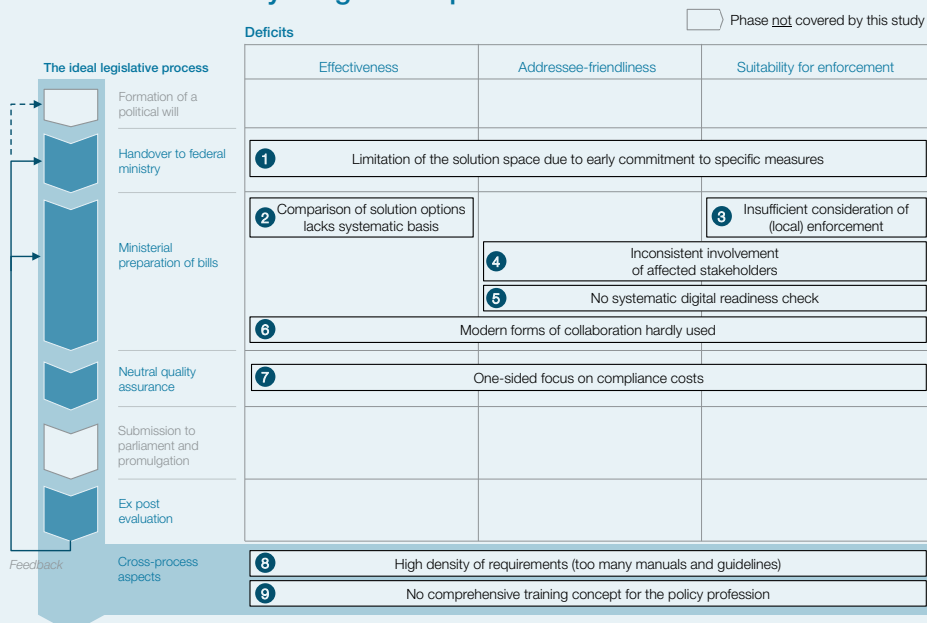 Phase not covered by this study
Deficits
The ideal legislative process
Effectiveness
Addressee-friendliness
Suitability for enforcement
Formation of a
political will
Handover to federal
ministry
1 Limitation of the solution space due to early commitment to specific measures
Ministerial
preparation of bills
2 Comparison of solution options
lacks systematic basis
3 Insufficient consideration of
(local) enforcement
4 Inconsistent involvement
of affected stakeholders
5 No systematic digital readiness check
6 Modern forms of collaboration hardly used
Neutral quality
assurance
7 One-sided focus on compliance costs
Submission to
parliament and
promulgation
Ex post
evaluation
Feedback
Cross-process
aspects
8 High density of requirements (too many manuals and guidelines)
9 No comprehensive training concept for the policy profession